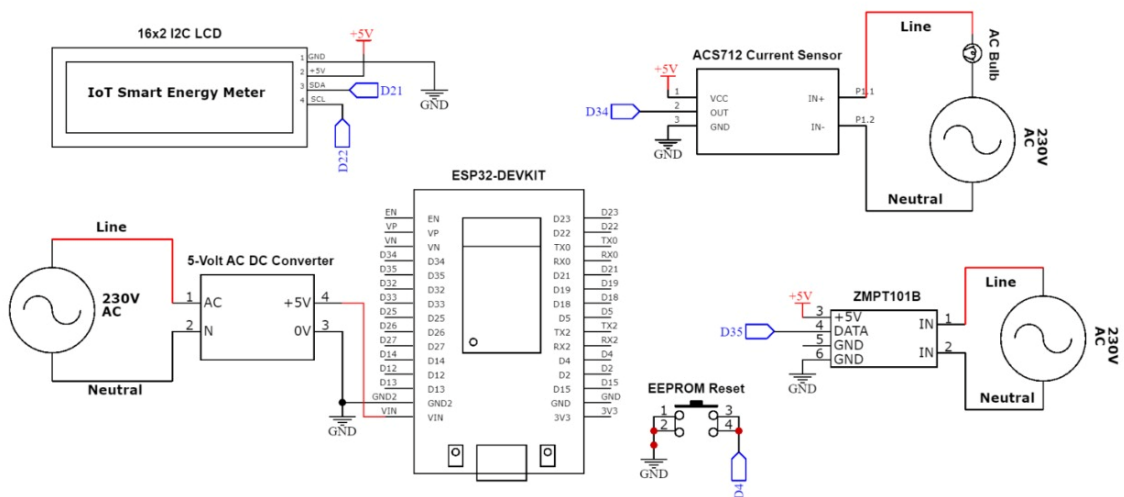 16x2 I2C LCD
IoT Smart Energy Meter
1 GND
2 +5V
3 SDA
4 SCL
+5V
GND
D21
D22
ACS712 Current Sensor
+5V
1 VCC
2 OUT
3 GND
D34
GND
IN+ P1.1
IN- P1.2
Line
AC Bulb
230V AC
Neutral
Line
230V AC
Neutral
5-Volt AC DC Converter
1 AC
2 N
+5V 4
0V 3
GND
ESP32-DEVKIT
EN EN
VP VP
VN VN
D34 D34
D35 D35
D32 D32
D33 D33
D25 D25
D26 D26
D27 D27
D14 D14
D12 D12
D13 D13
GND2 GND2
VIN VIN
D23 D23
D22 D22
TX0 TX0
RX0 RX0
D21 D21
D19 D19
D18 D18
D5 D5
TX2 TX2
RX2 RX2
D4 D4
D2 D2
D15 D15
GND GND
3V3 3V3
EEPROM Reset
1 3
2 4
GND
D4
ZMPT101B
+5V
3 +5V
4 DATA
5 GND
6 GND
D35
GND
IN 1
IN 2
Line
230V AC
Neutral